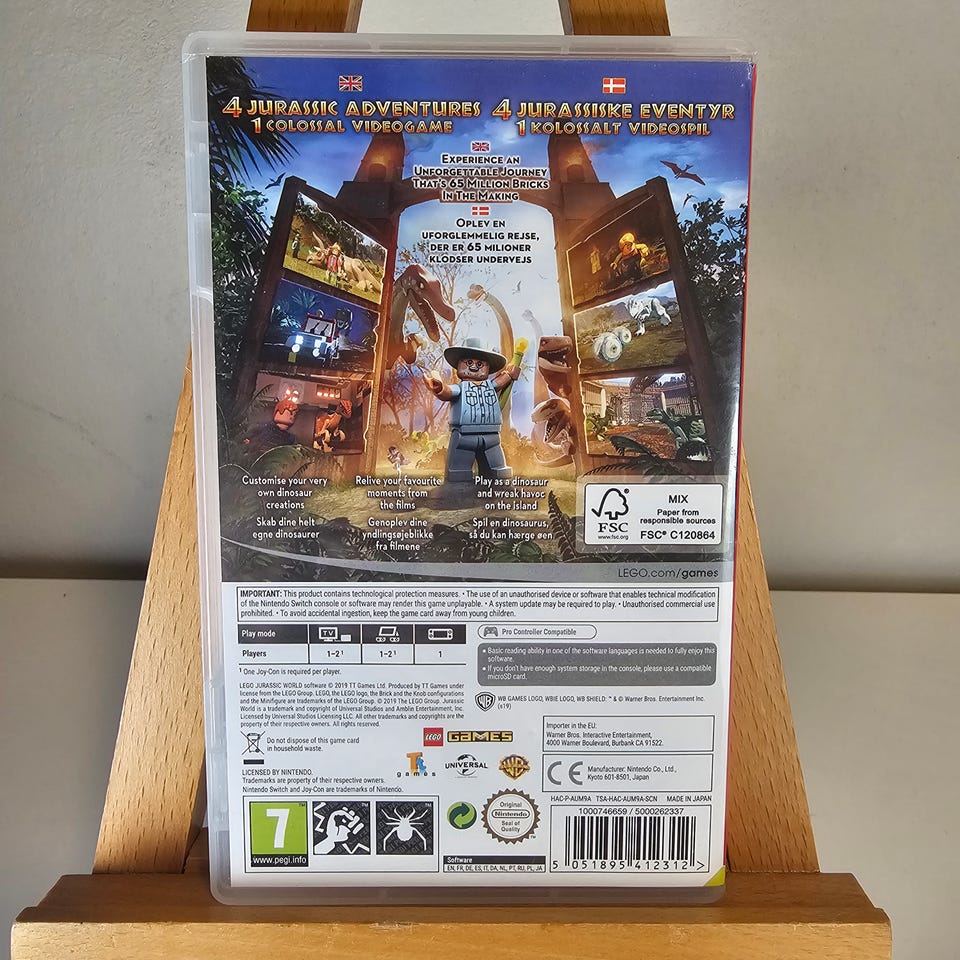 4 JURASSIC ADVENTURES
1 COLOSSAL VIDEOGAME
4 JURASSISKE EVENTYR
1 KOLOSSALT VIDEOSPIL
EXPERIENCE AN
UNFORGETTABLE JOURNEY
THAT'S 65 MILLION BRICKS
IN THE MAKING
OPLEV EN
UFORGLEMMELIG REJSE,
DER ER 65 MILIONER
KLODSER UNDERVEJS
Customise your very
own dinosaur
creations
Skab dine helt
egne dinosaurer
Relive your favourite
moments from
the films
Genoplev dine
yndlingsøjeblikke
fra filmene
Play as a dinosaur
and wreak havoc
on the island
Spil en dinosaurus,
så du kan hærge øen
FSC
www.fsc.org
MIX
Paper from
responsible sources
FSC® C120864
LEGO.com/games
IMPORTANT: This product contains technological protection measures. • The use of an unauthorised device or software that enables technical modification
of the Nintendo Switch console or software may render this game unplayable. • A system update may be required to play. • Unauthorised commercial use
prohibited. • To avoid accidental ingestion, keep the game card away from young children.
Play mode
TV
Players 1–2¹ 1–2¹ 1
¹ One Joy-Con is required per player.
Pro Controller Compatible
• Basic reading ability in one of the software languages is needed to fully enjoy this
software.
• If you don't have enough system storage in the console, please use a compatible
microSD card.
LEGO JURASSIC WORLD software © 2019 TT Games Ltd. Produced by TT Games under
license from the LEGO Group. LEGO, the LEGO logo, the Brick and the Knob configurations
and the Minifigure are trademarks of the LEGO Group. © 2019 The LEGO Group. Jurassic
World is a trademark and copyright of Universal Studios and Amblin Entertainment, Inc.
Licensed by Universal Studios Licensing LLC. All other trademarks and copyrights are the
property of their respective owners. All rights reserved.
WB GAMES LOGO, WBIE LOGO, WB SHIELD: ™ & © Warner Bros. Entertainment Inc.
(s19)
Do not dispose of this game card
in household waste.
LEGO GAMES
Importer in the EU:
Warner Bros. Interactive Entertainment,
4000 Warner Boulevard, Burbank CA 91522.
Tt games
UNIVERSAL
WB
CE
Manufacturer: Nintendo Co., Ltd.,
Kyoto 601-8501, Japan
LICENSED BY NINTENDO.
Trademarks are property of their respective owners.
Nintendo Switch and Joy-Con are trademarks of Nintendo.
HAC-P-AUM9A TSA-HAC-AUM9A-SCN MADE IN JAPAN
1000746659 / 5000262337
7
www.pegi.info
Original
Nintendo
Seal of
Quality
Software
EN, FR, DE, ES, IT, DA, NL, PT, RU, PL, JA
5 051895 412312 >